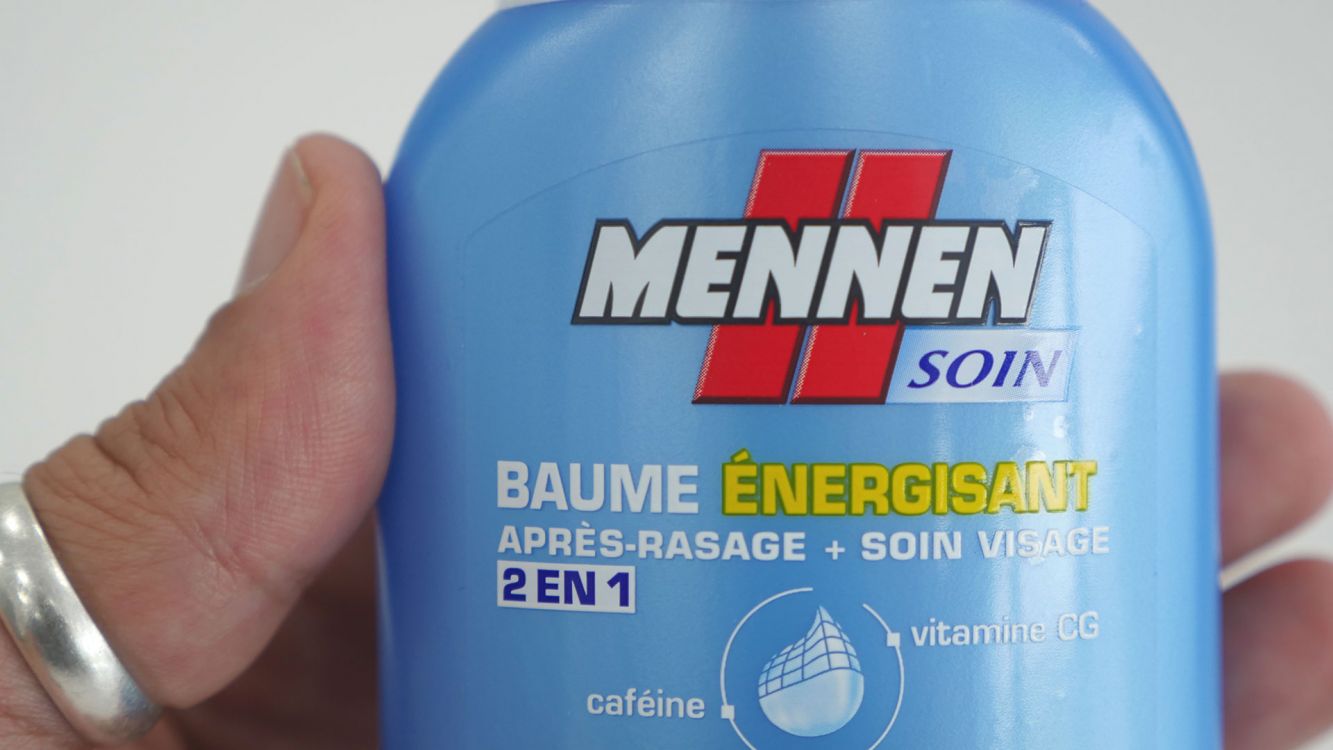 MENNEN
SOIN
BAUME ÉNERGISANT
APRÈS-RASAGE + SOIN VISAGE
2 EN 1
vitamine CG
caféine